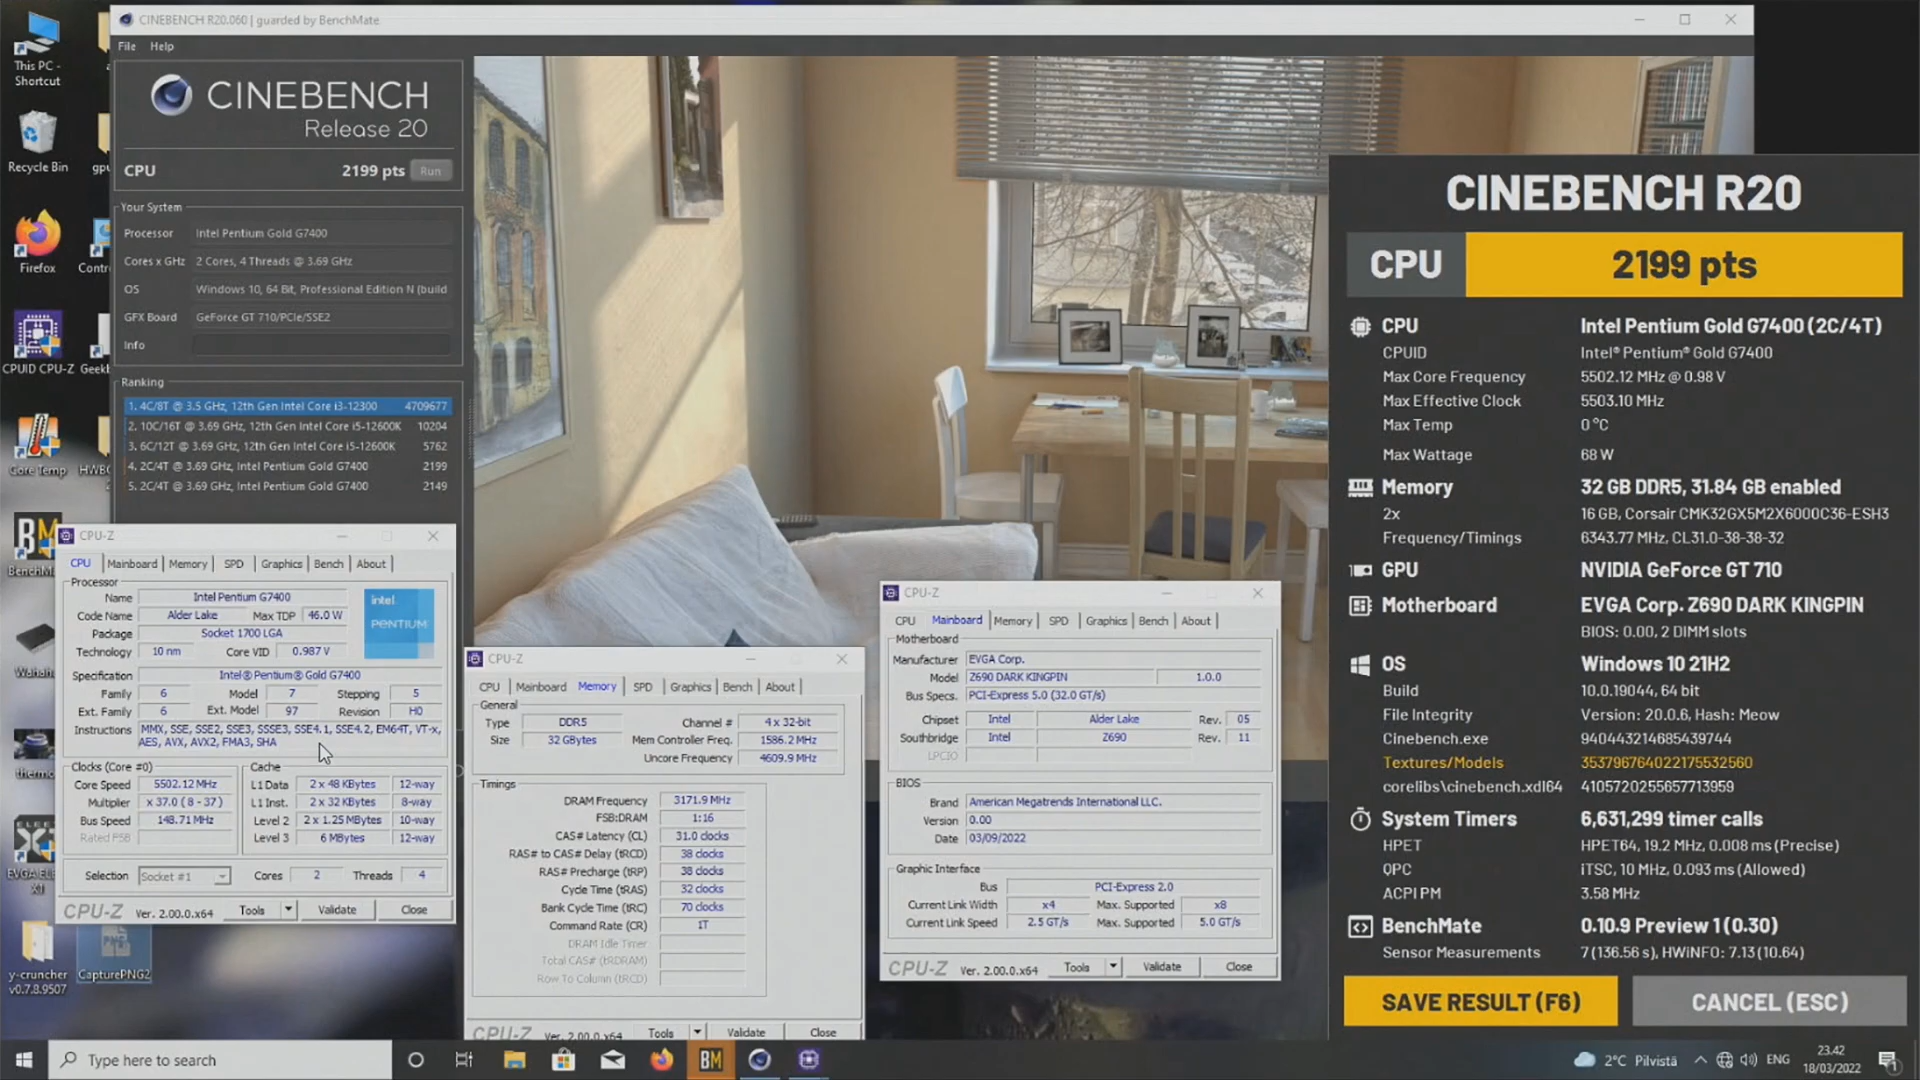 This PC -
Shortcut
Recycle Bin
Firefox
CPUID CPU-Z
Core Temp
y-cruncher
v0.7.8.9507
CapturePNG2
CINEBENCH R20.060 | guarded by BenchMate
File Help
CINEBENCH
Release 20
CPU 2199 pts Run
Your System
Processor Intel Pentium Gold G7400
Cores x GHz 2 Cores, 4 Threads @ 3.69 GHz
OS Windows 10, 64 Bit, Professional Edition N (build
GFX Board GeForce GT 710/PCIe/SSE2
Info
Ranking
1. 4C/8T @ 3.5 GHz, 12th Gen Intel Core i3-12300 4709677
2. 10C/16T @ 3.69 GHz, 12th Gen Intel Core i5-12600K 10204
3. 6C/12T @ 3.69 GHz, 12th Gen Intel Core i5-12600K 5762
4. 2C/4T @ 3.69 GHz, Intel Pentium Gold G7400 2199
5. 2C/4T @ 3.69 GHz, Intel Pentium Gold G7400 2149
CPU-Z
CPU Mainboard Memory SPD Graphics Bench About
Processor
Name Intel Pentium G7400
Code Name Alder Lake Max TDP 46.0 W
Package Socket 1700 LGA
Technology 10 nm Core VID 0.987 V
intel
PENTIUM
Specification Intel® Pentium® Gold G7400
Family 6 Model 7 Stepping 5
Ext. Family 6 Ext. Model 97 Revision H0
Instructions MMX, SSE, SSE2, SSE3, SSSE3, SSE4.1, SSE4.2, EM64T, VT-x,
AES, AVX, AVX2, FMA3, SHA
Clocks (Core #0)
Core Speed 5502.12 MHz
Multiplier x 37.0 ( 8 - 37 )
Bus Speed 148.71 MHz
Rated FSB
Cache
L1 Data 2 x 48 KBytes 12-way
L1 Inst. 2 x 32 KBytes 8-way
Level 2 2 x 1.25 MBytes 10-way
Level 3 6 MBytes 12-way
Selection Socket #1 Cores 2 Threads 4
CPU-Z Ver. 2.00.0.x64 Tools Validate Close
CPU-Z
CPU Mainboard Memory SPD Graphics Bench About
General
Type DDR5 Channel # 4 x 32-bit
Size 32 GBytes Mem Controller Freq. 1586.2 MHz
Uncore Frequency 4609.9 MHz
Timings
DRAM Frequency 3171.9 MHz
FSB:DRAM 1:16
CAS# Latency (CL) 31.0 clocks
RAS# to CAS# Delay (tRCD) 38 clocks
RAS# Precharge (tRP) 38 clocks
Cycle Time (tRAS) 32 clocks
Bank Cycle Time (tRC) 70 clocks
Command Rate (CR) 1T
DRAM Idle Timer
Total CAS# (tRDRAM)
Row To Column (tRCD)
CPU-Z Ver. 2.00.0.x64 Tools Validate Close
CPU-Z
CPU Mainboard Memory SPD Graphics Bench About
Motherboard
Manufacturer EVGA Corp.
Model Z690 DARK KINGPIN 1.0.0
Bus Specs. PCI-Express 5.0 (32.0 GT/s)
Chipset Intel Alder Lake Rev. 05
Southbridge Intel Z690 Rev. 11
LPCIO
BIOS
Brand American Megatrends International LLC.
Version 0.00
Date 03/09/2022
Graphic Interface
Bus PCI-Express 2.0
Current Link Width x4 Max. Supported x8
Current Link Speed 2.5 GT/s Max. Supported 5.0 GT/s
CPU-Z Ver. 2.00.0.x64 Tools Validate Close
CINEBENCH R20
CPU 2199 pts
CPU Intel Pentium Gold G7400 (2C/4T)
CPUID Intel® Pentium® Gold G7400
Max Core Frequency 5502.12 MHz @ 0.98 V
Max Effective Clock 5503.10 MHz
Max Temp 0 °C
Max Wattage 68 W
Memory 32 GB DDR5, 31.84 GB enabled
2x 16 GB, Corsair CMK32GX5M2X6000C36-ESH3
Frequency/Timings 6343.77 MHz, CL31.0-38-38-32
GPU NVIDIA GeForce GT 710
Motherboard EVGA Corp. Z690 DARK KINGPIN
BIOS: 0.00, 2 DIMM slots
OS Windows 10 21H2
Build 10.0.19044, 64 bit
File Integrity Version: 20.0.6, Hash: Meow
Cinebench.exe 940443214685439744
Textures/Models 3537967640221755325​60
corelibs\cinebench.xdl64 4105720255657713959
System Timers 6,631,299 timer calls
HPET HPET64, 19.2 MHz, 0.008 ms (Precise)
QPC iTSC, 10 MHz, 0.093 ms (Allowed)
ACPI PM 3.58 MHz
BenchMate 0.10.9 Preview 1 (0.30)
Sensor Measurements 7 (136.56 s), HWiNFO: 7.13 (10.64)
SAVE RESULT (F6) CANCEL (ESC)
Type here to search
BM
2°C Pilvistä ENG 23.42
18/03/2022